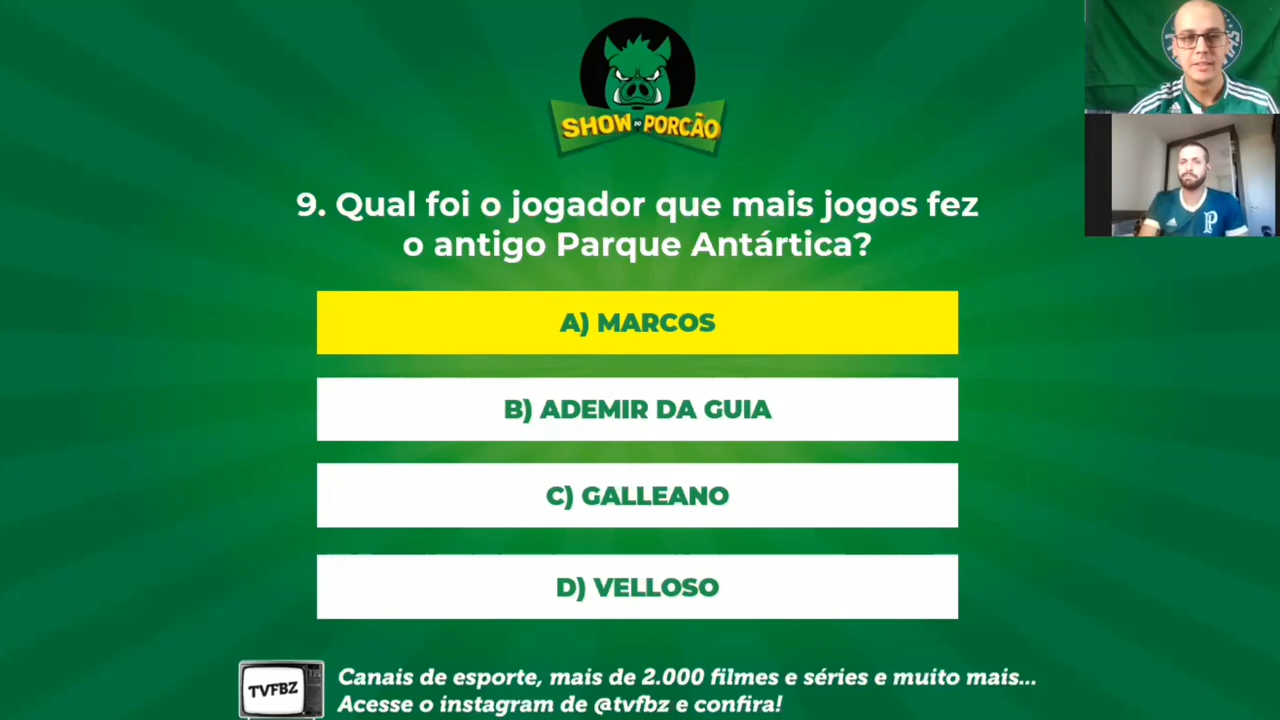 SHOW DO PORCÃO
9. Qual foi o jogador que mais jogos fez
o antigo Parque Antártica?
A) MARCOS
B) ADEMIR DA GUIA
C) GALLEANO
D) VELLOSO
TVFBZ
Canais de esporte, mais de 2.000 filmes e séries e muito mais...
Acesse o instagram de @tvfbz e confira!
P